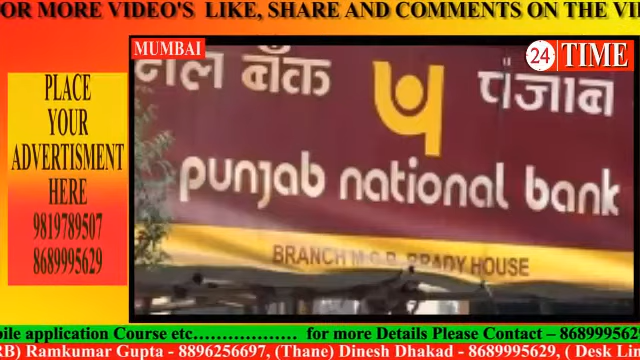 OR MORE VIDEO'S LIKE, SHARE AND COMMENTS ON THE VI
MUMBAI
24 TIME
PLACE
YOUR
ADVERTISMENT
HERE
9819789507
8689995629
नल बैंक
पंजाब
punjab national bank
BRANCH BRADY HOUSE
bile application Course etc.................. for more Details Please Contact – 868999562
RB) Ramkumar Gupta - 8896256697, (Thane) Dinesh Dhakad - 8689995629, ( Desk Li